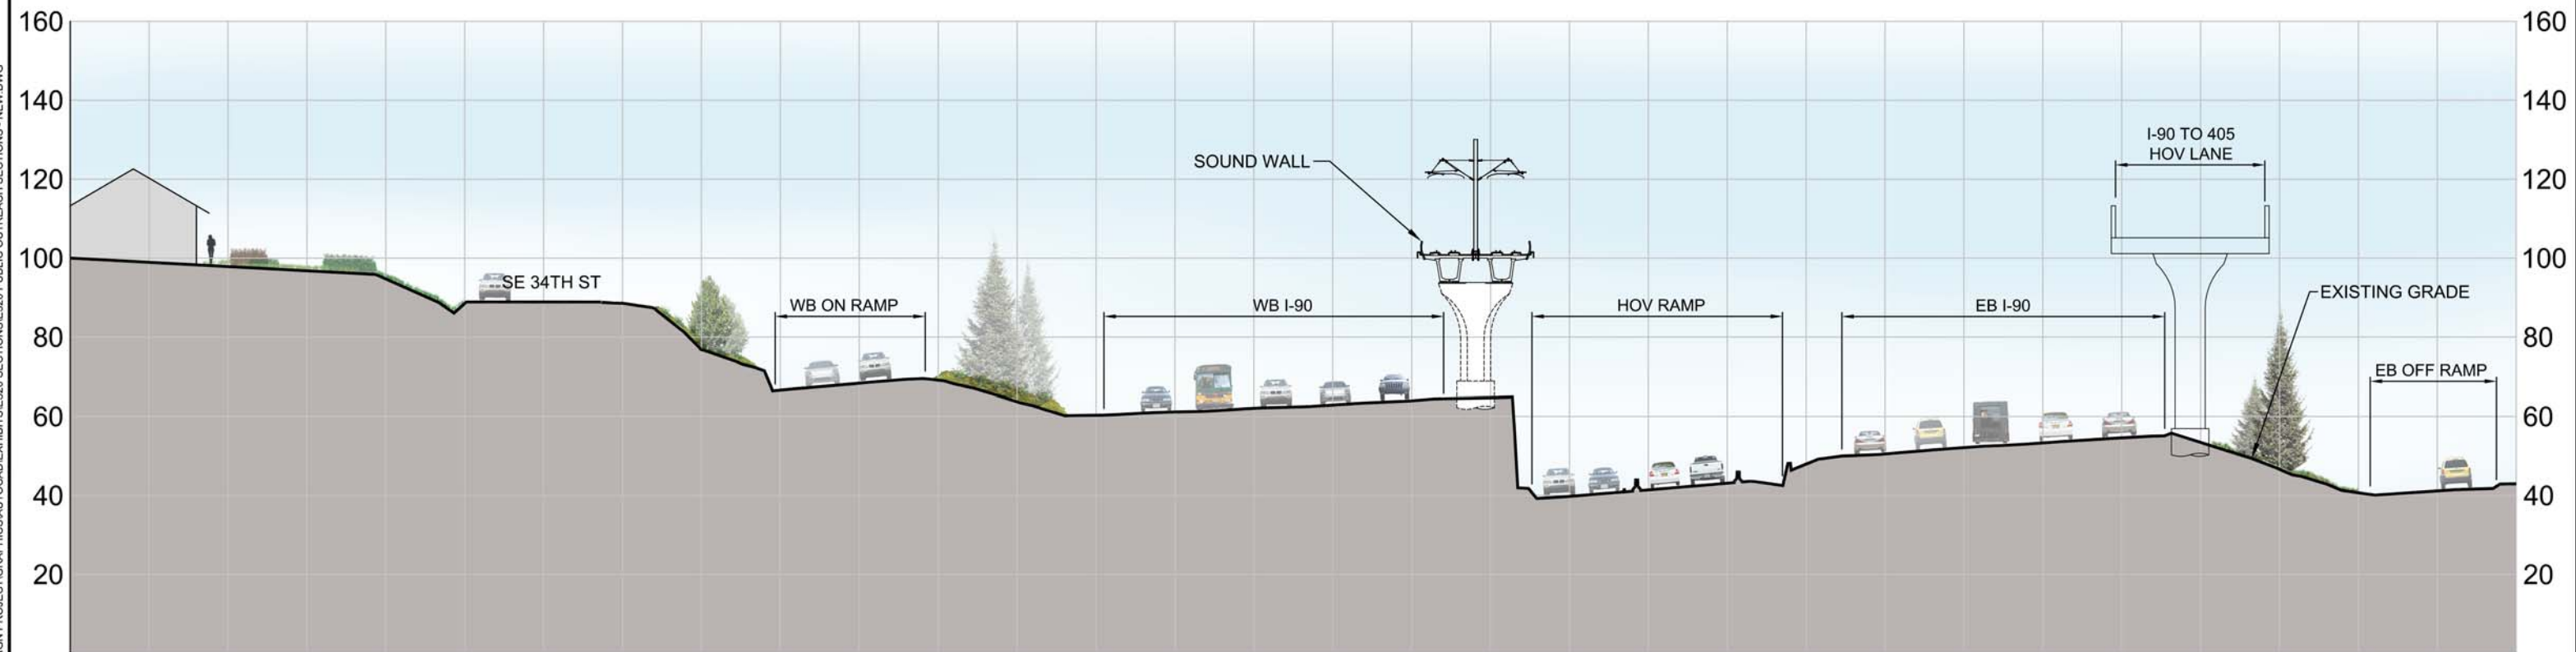 160 160
140 140
I-90 TO 405
HOV LANE
SOUND WALL
120 120
100 100
SE 34TH ST
EXISTING GRADE
WB ON RAMP
WB I-90
HOV RAMP
EB I-90
80 80
EB OFF RAMP
60 60
40 40
20 20